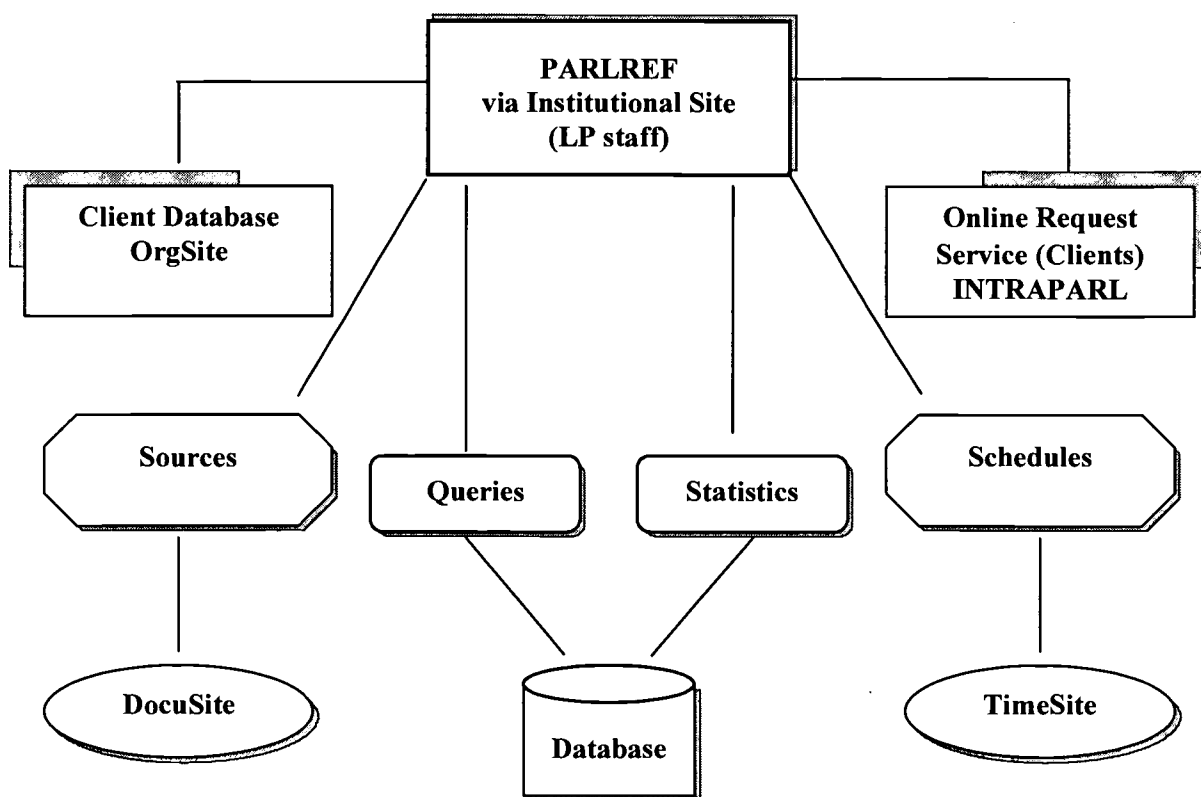 PARLREF
via Institutional Site
(LP staff)
Client Database
OrgSite
Online Request
Service (Clients)
INTRAPARL
Sources
Queries
Statistics
Schedules
DocuSite
Database
TimeSite